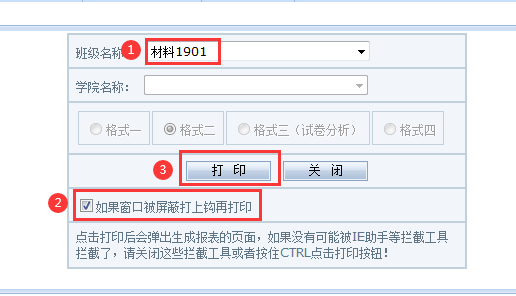 班级名称 1 材料1901
学院名称：
格式一 格式二 格式三（试卷分析） 格式四
3 打 印 关 闭
2 如果窗口被屏蔽打上钩再打印
点击打印后会弹出生成报表的页面，如果没有可能被IE助手等拦截工具
拦截了，请关闭这些拦截工具或者按住CTRL点击打印按钮！